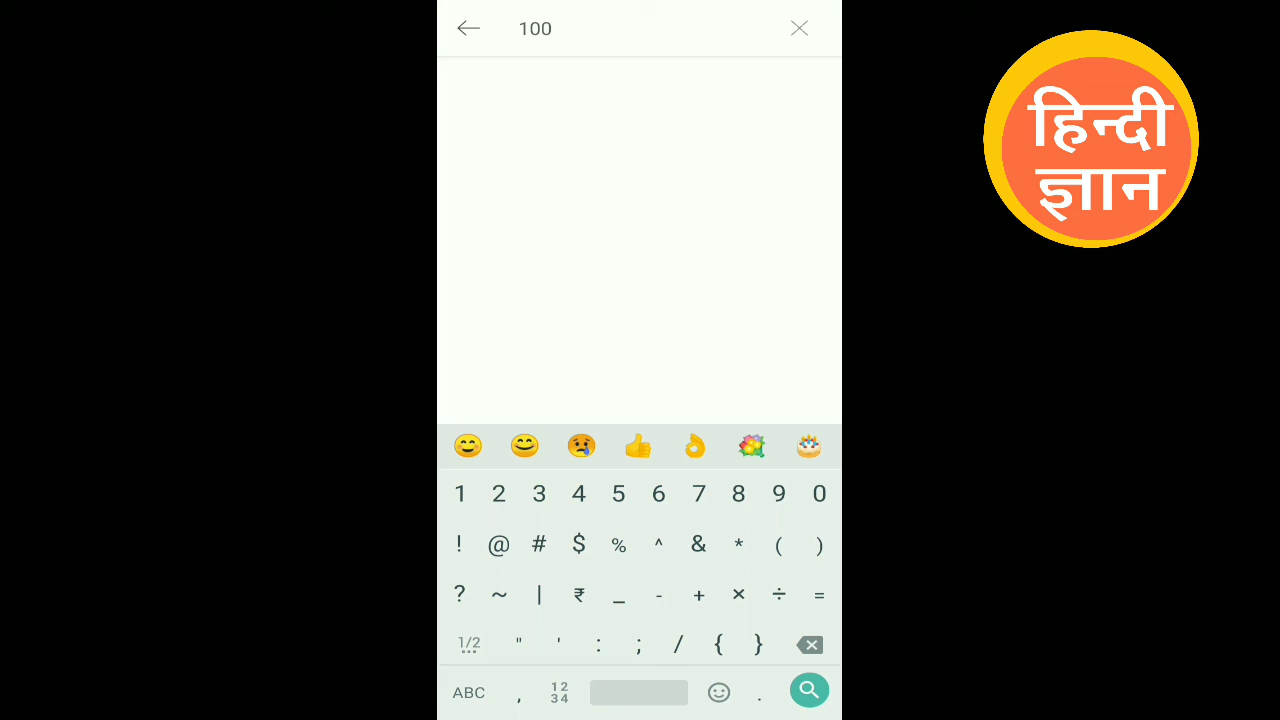 100
हिन्दी
ज्ञान
1 2 3 4 5 6 7 8 9 0
! @ # $ % ^ & * ( )
? ~ | ₹ _ - + × ÷ =
1/2 " ' : ; / { }
ABC , 12 .
34